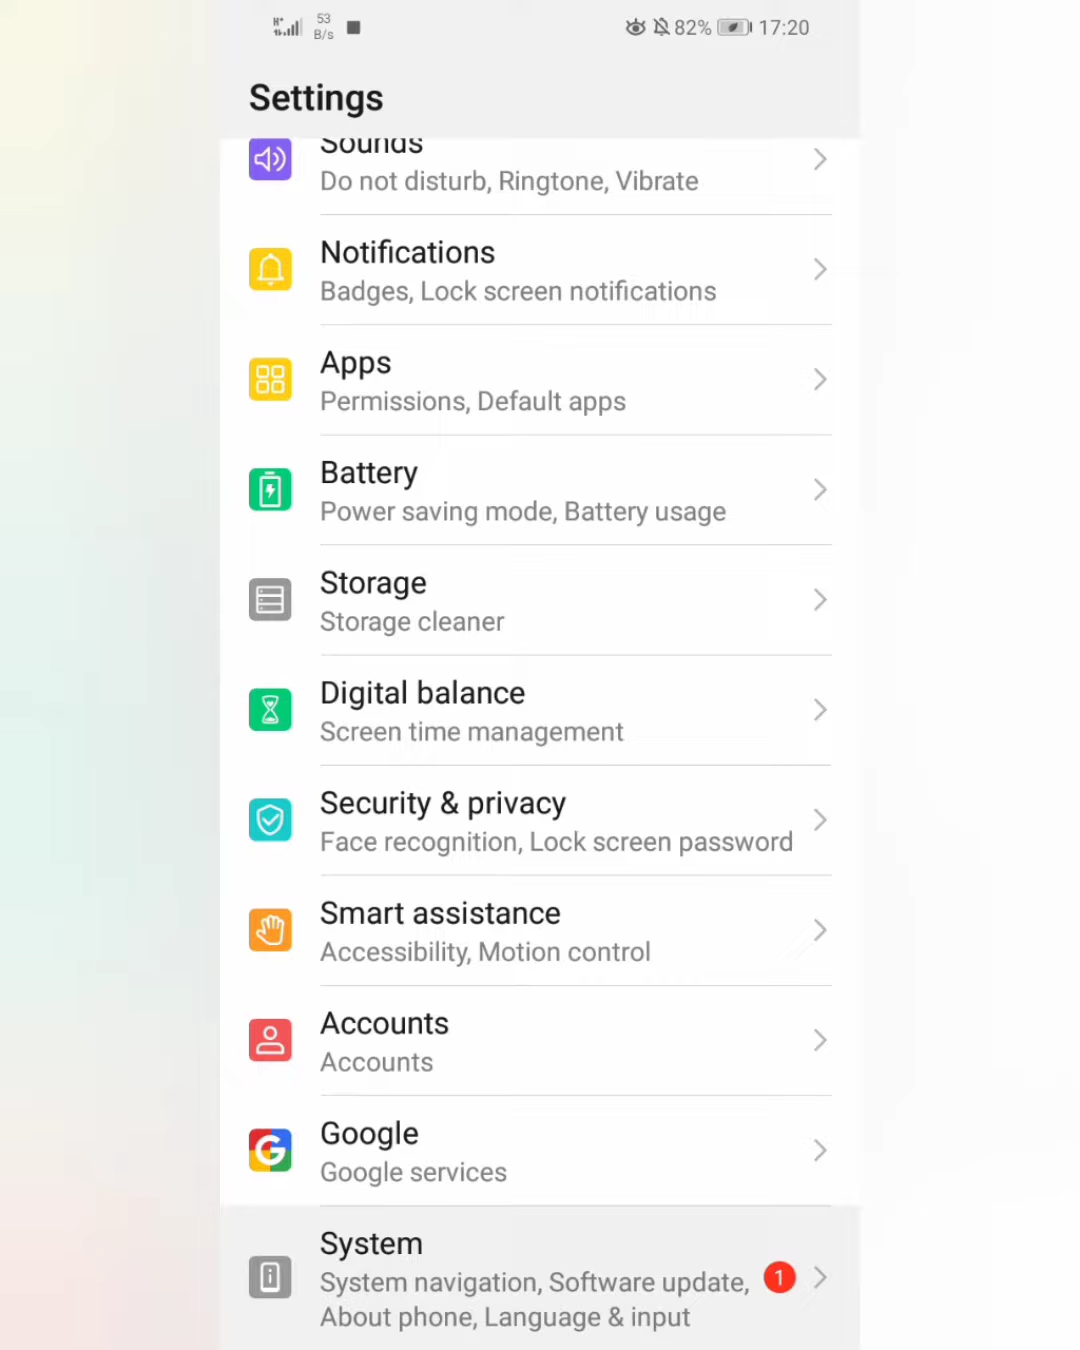 53
B/s
82% 17:20
Settings
Sounds
Do not disturb, Ringtone, Vibrate
Notifications
Badges, Lock screen notifications
Apps
Permissions, Default apps
Battery
Power saving mode, Battery usage
Storage
Storage cleaner
Digital balance
Screen time management
Security & privacy
Face recognition, Lock screen password
Smart assistance
Accessibility, Motion control
Accounts
Accounts
Google
Google services
System
System navigation, Software update, 1
About phone, Language & input